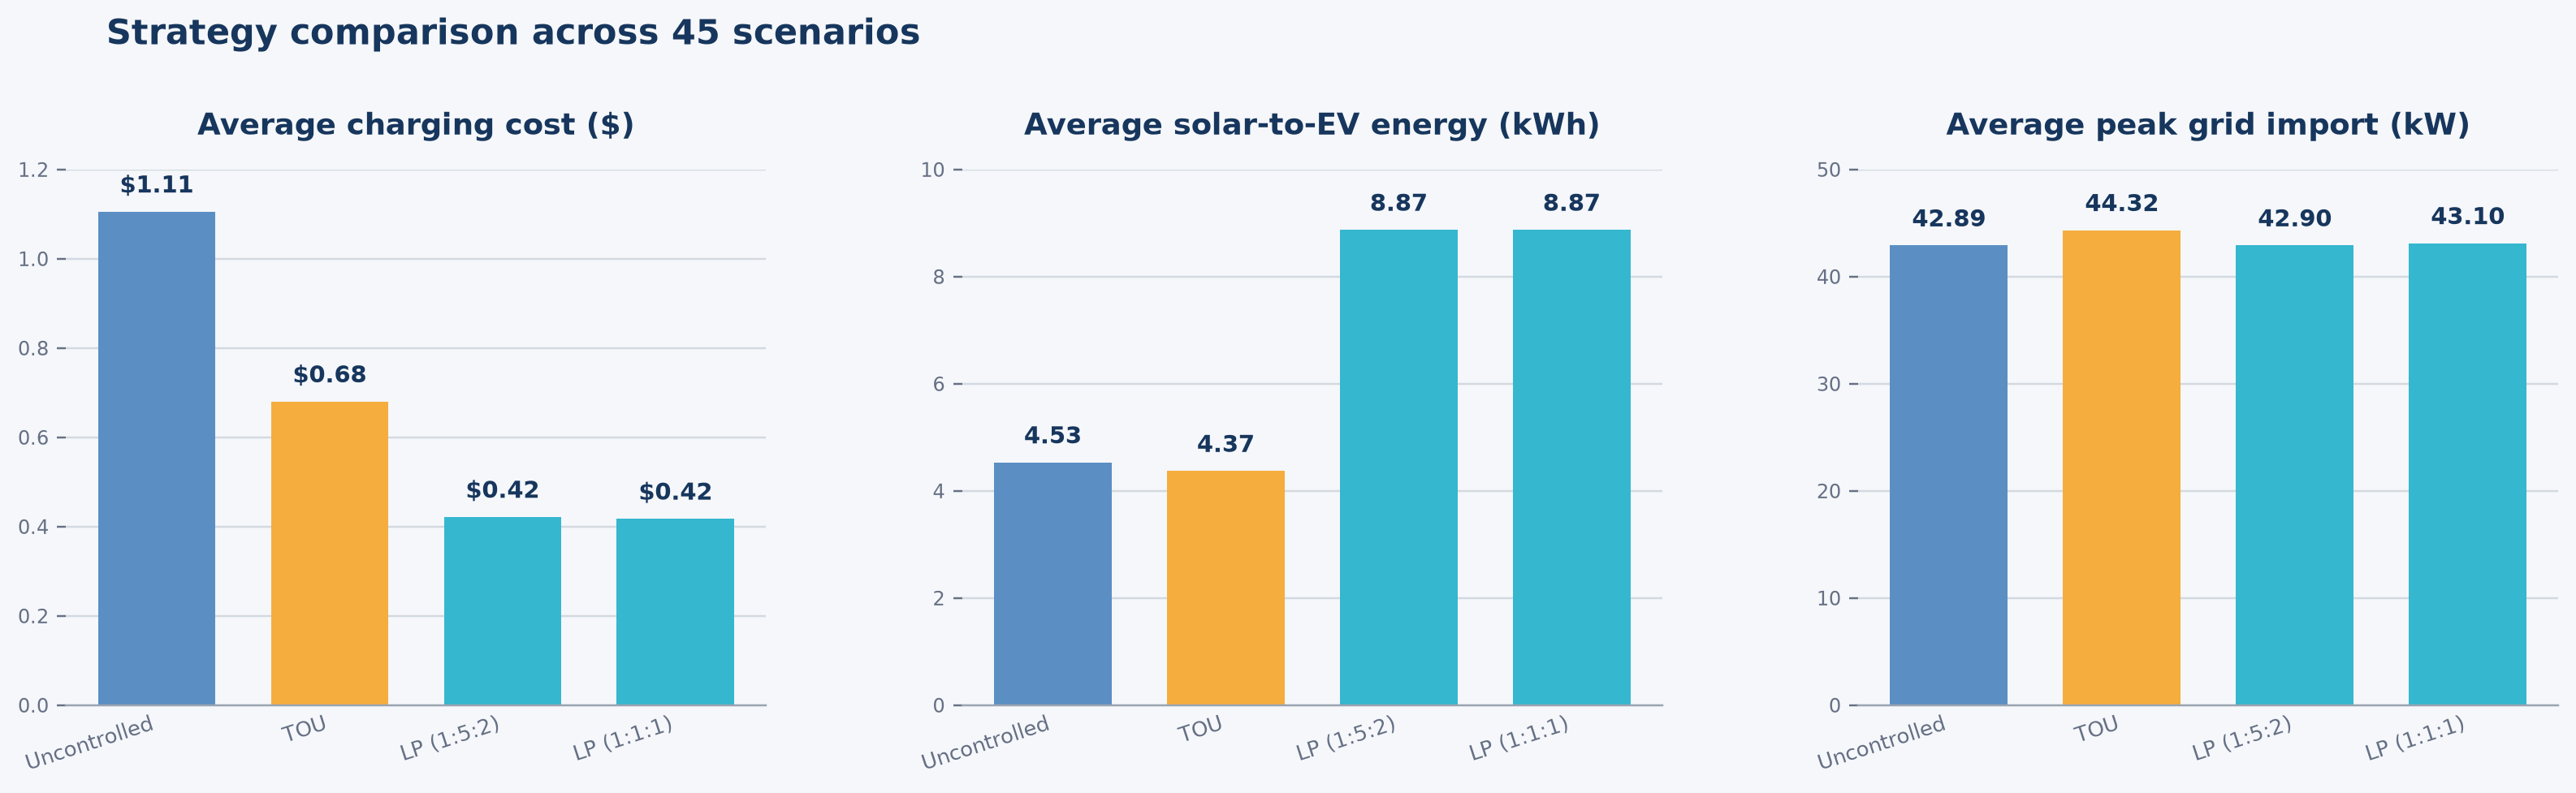 Strategy comparison across 45 scenarios
Average charging cost ($)
1.2
1.0
0.8
0.6
0.4
0.2
0.0
$1.11
$0.68
$0.42
$0.42
Uncontrolled
TOU
LP (1:5:2)
LP (1:1:1)
Average solar-to-EV energy (kWh)
10
8
6
4
2
0
4.53
4.37
8.87
8.87
Uncontrolled
TOU
LP (1:5:2)
LP (1:1:1)
Average peak grid import (kW)
50
40
30
20
10
0
42.89
44.32
42.90
43.10
Uncontrolled
TOU
LP (1:5:2)
LP (1:1:1)